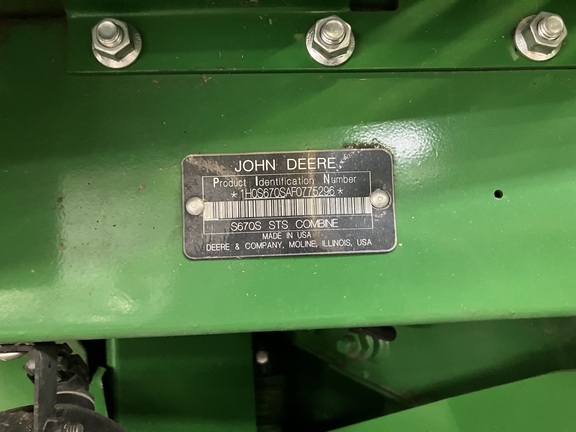 JOHN DEERE
Product Identification Number
*1H0S670SAF0775296*
S670S STS COMBINE
MADE IN USA
DEERE & COMPANY, MOLINE, ILLINOIS, USA